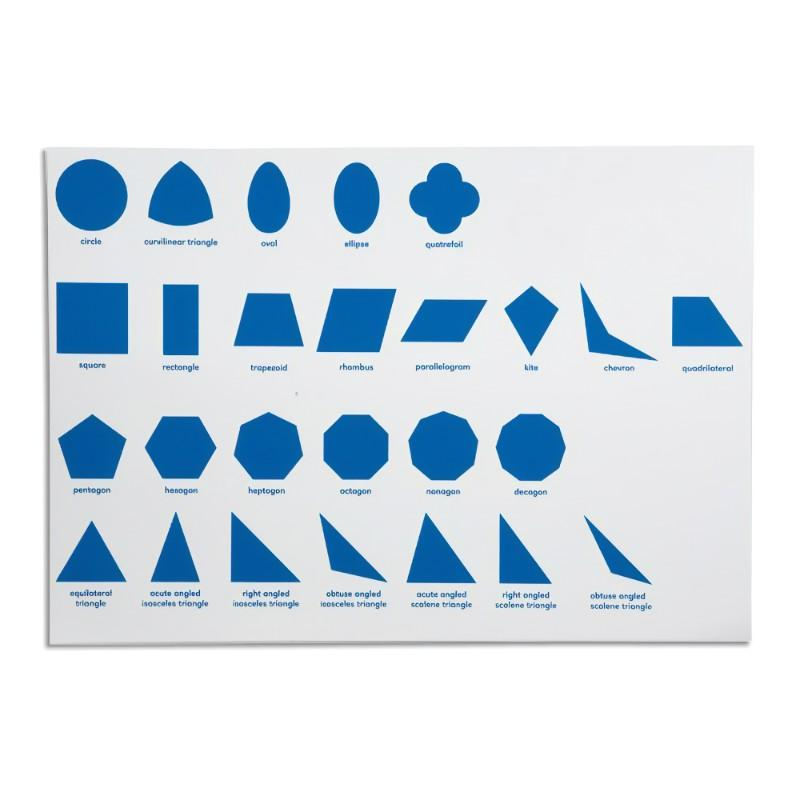 circle curvilinear triangle oval ellipse quatrefoil
square rectangle trapezoid rhombus parallelogram kite chevron quadrilateral
pentagon hexagon heptagon octagon nonagon decagon
equilateral acute angled right angled obtuse angled acute angled right angled obtuse angled
triangle isosceles triangle isosceles triangle isosceles triangle scalene triangle scalene triangle scalene triangle